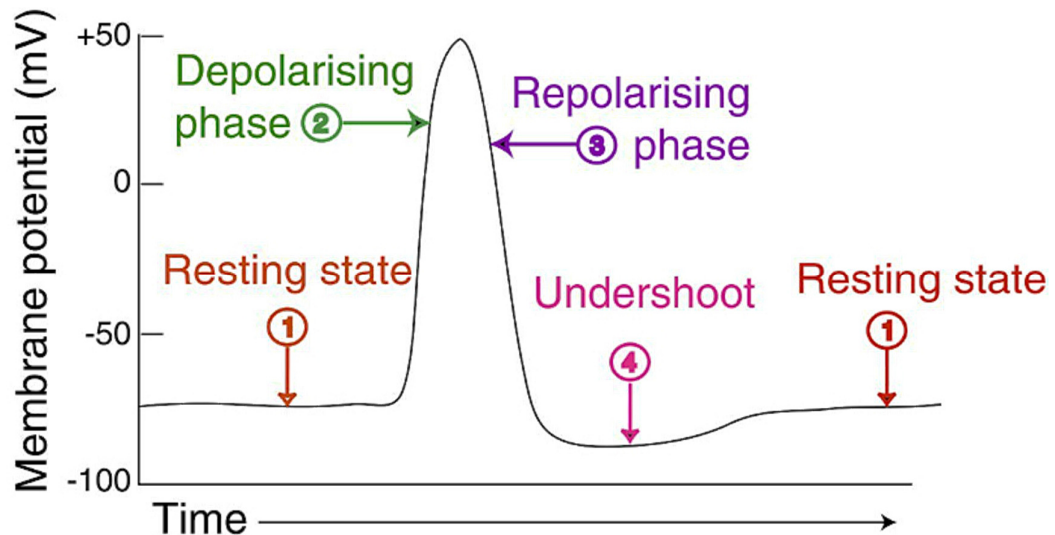 Membrane potential (mV)
+50
0
-50
-100
Depolarising
phase 2
Repolarising
3 phase
Resting state
1
Undershoot
4
Resting state
1
Time